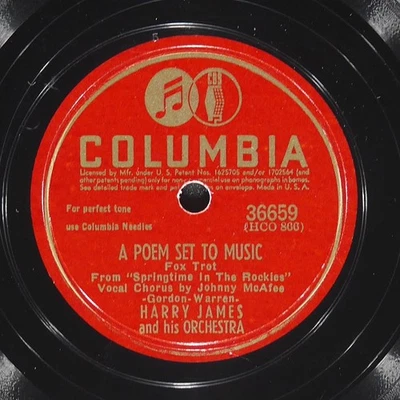 CBS
COLUMBIA
Licensed by Mfr. under U. S. Patent Nos. 1625705 and/or 1702564 (and
other patents pending) only for non-commercial use on phonographs in homes.
See detailed trade mark and patent notice on envelope. Made in U. S. A.
For perfect tone
use Columbia Needles
36659
(HCO 866)
A POEM SET TO MUSIC
Fox Trot
From "Springtime in The Rockies"
Vocal Chorus by Johnny McAfee
-Gordon-Warren-
HARRY JAMES
and his ORCHESTRA